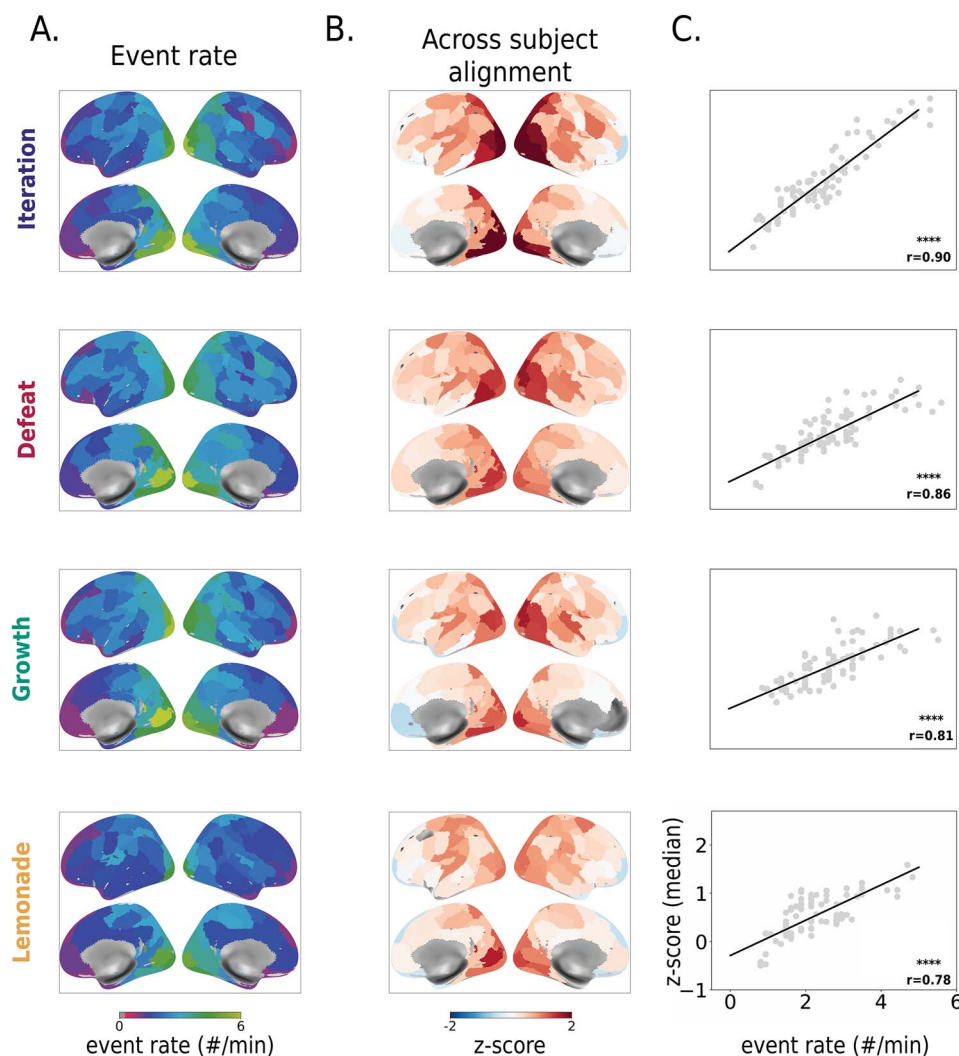 A.
B.
C.
Event rate
Across subject
alignment
Iteration
****
r=0.90
Defeat
****
r=0.86
Growth
****
r=0.81
Lemonade
z-score (median)
2
1
0
−1
****
r=0.78
0
2
4
6
event rate (#/min)
0
6
event rate (#/min)
-2
2
z-score